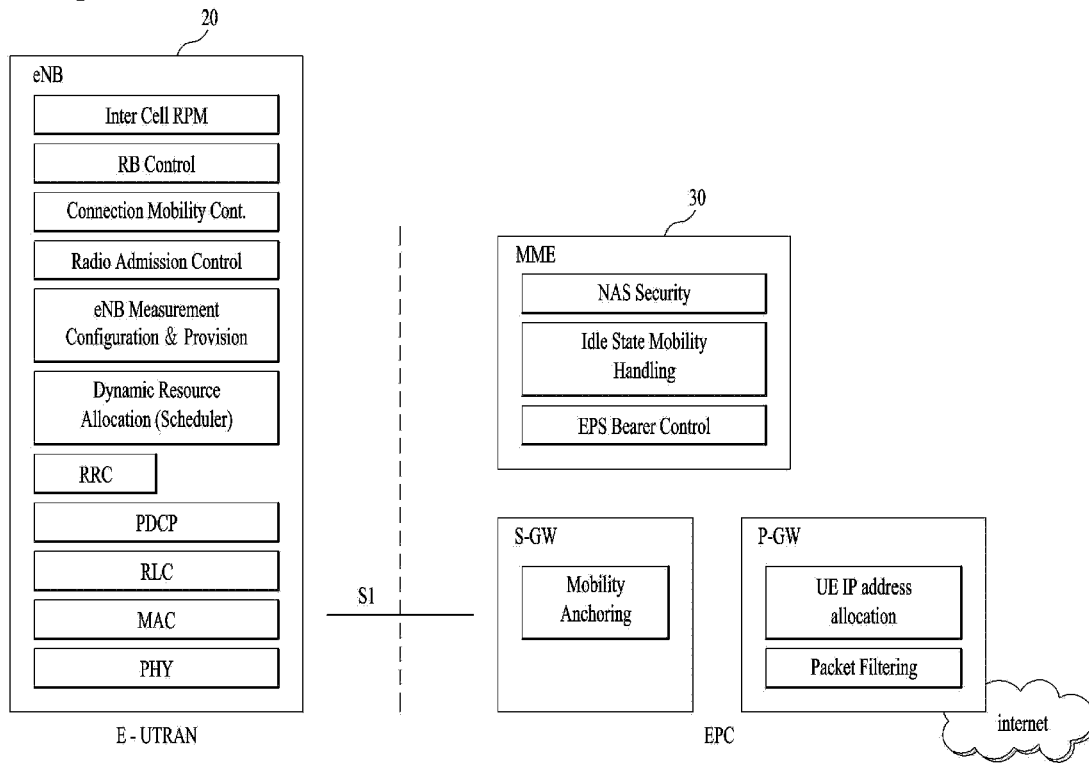 20
eNB
Inter Cell RPM
RB Control
Connection Mobility Cont.
Radio Admission Control
eNB Measurement
Configuration & Provision
Dynamic Resource
Allocation (Scheduler)
RRC
PDCP
RLC
MAC
PHY
E - UTRAN
S1
30
MME
NAS Security
Idle State Mobility
Handling
EPS Bearer Control
S-GW
Mobility
Anchoring
P-GW
UE IP address
allocation
Packet Filtering
internet
EPC